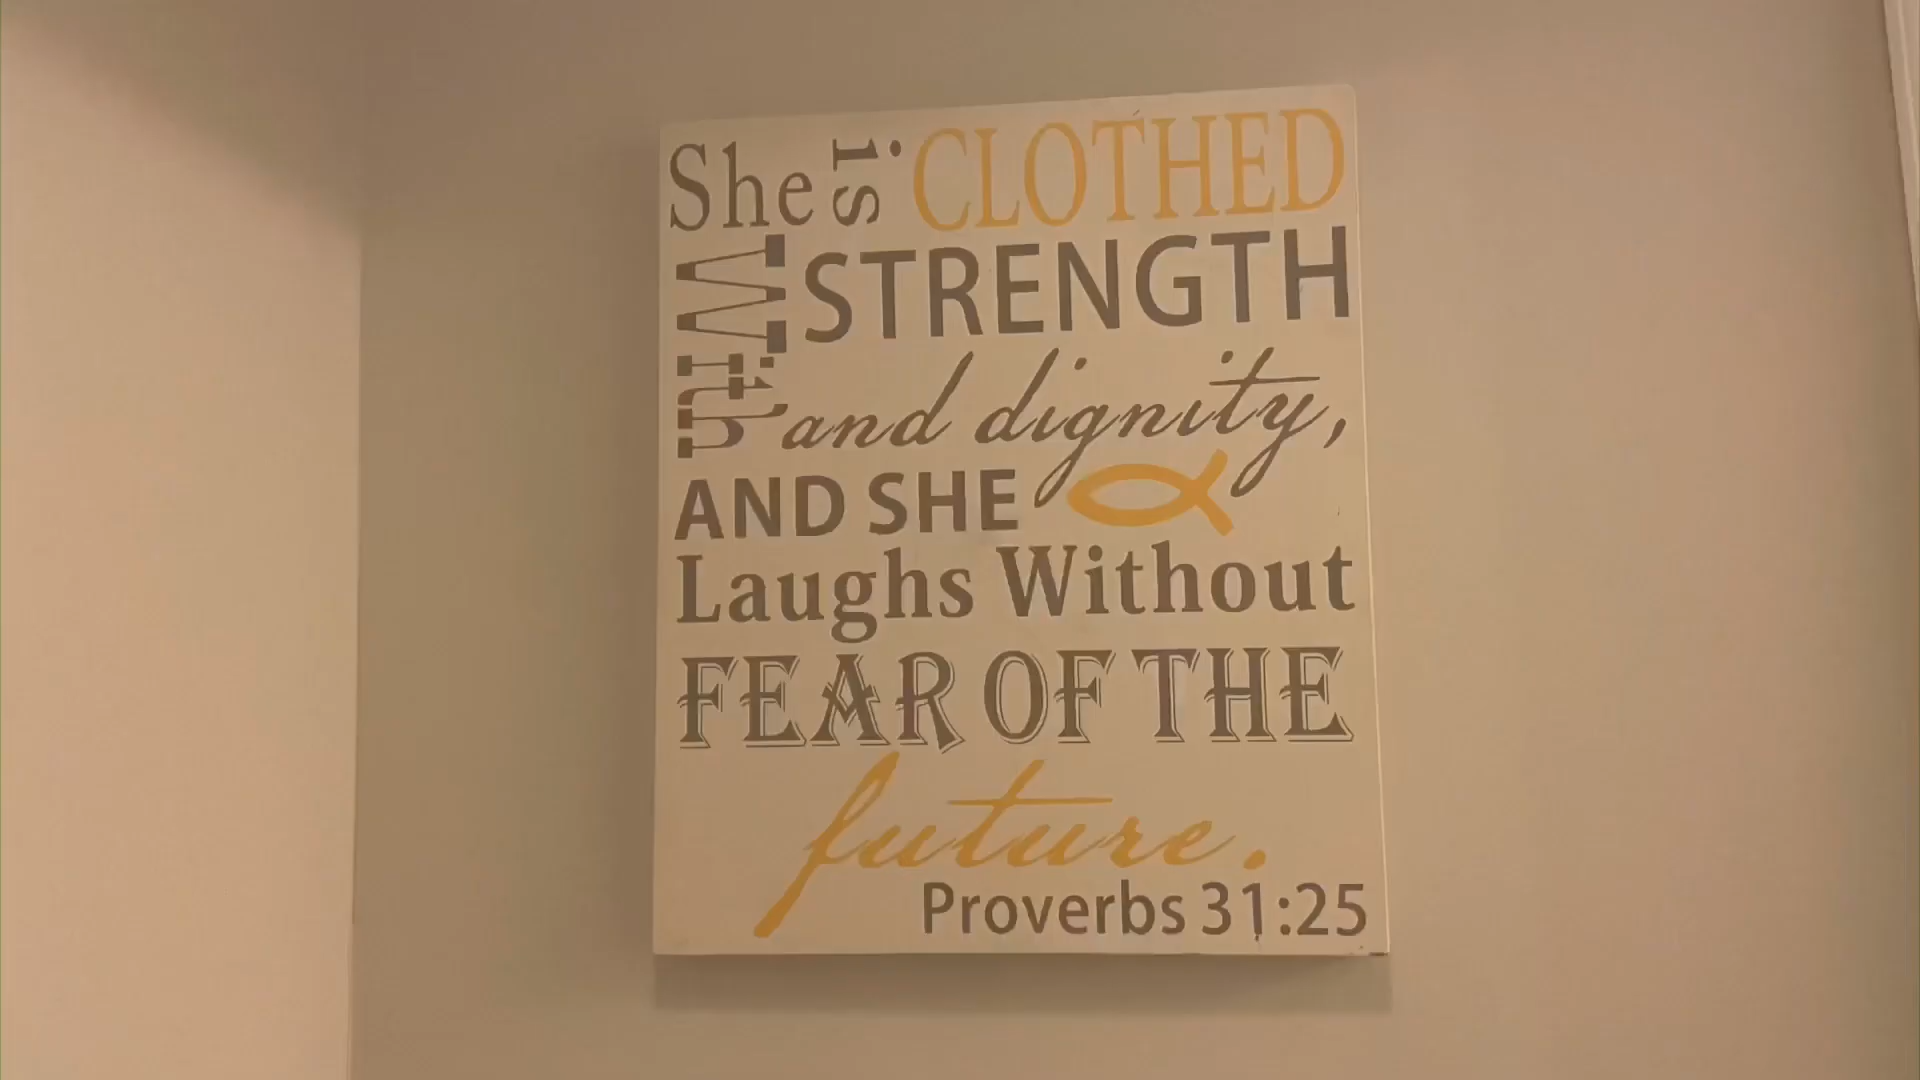 She is CLOTHED
With STRENGTH
and dignity,
AND SHE
Laughs Without
FEAR OF THE
future.
Proverbs 31:25